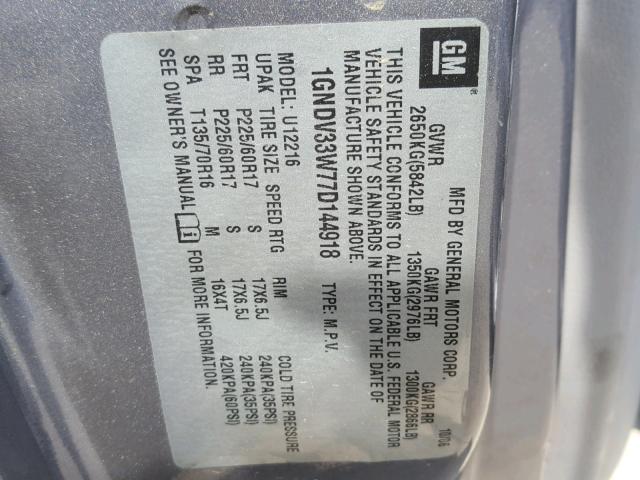 GM
MFD BY GENERAL MOTORS CORP. 10/06
GVWR GAWR FRT GAWR RR
2650KG(5842LB) 1350KG(2976LB) 1300KG(2866LB)
THIS VEHICLE CONFORMS TO ALL APPLICABLE U.S. FEDERAL MOTOR
VEHICLE SAFETY STANDARDS IN EFFECT ON THE DATE OF
MANUFACTURE SHOWN ABOVE.
1GNDV33W77D144918 TYPE: M.P.V.
MODEL: U12216
UPAK TIRE SIZE SPEED RTG RIM COLD TIRE PRESSURE
FRT P225/60R17 S 17X6.5J 240KPA(35PSI)
RR P225/60R17 S 17X6.5J 240KPA(35PSI)
SPA T135/70R16 M 16X4T 420KPA(60PSI)
SEE OWNER'S MANUAL FOR MORE INFORMATION.